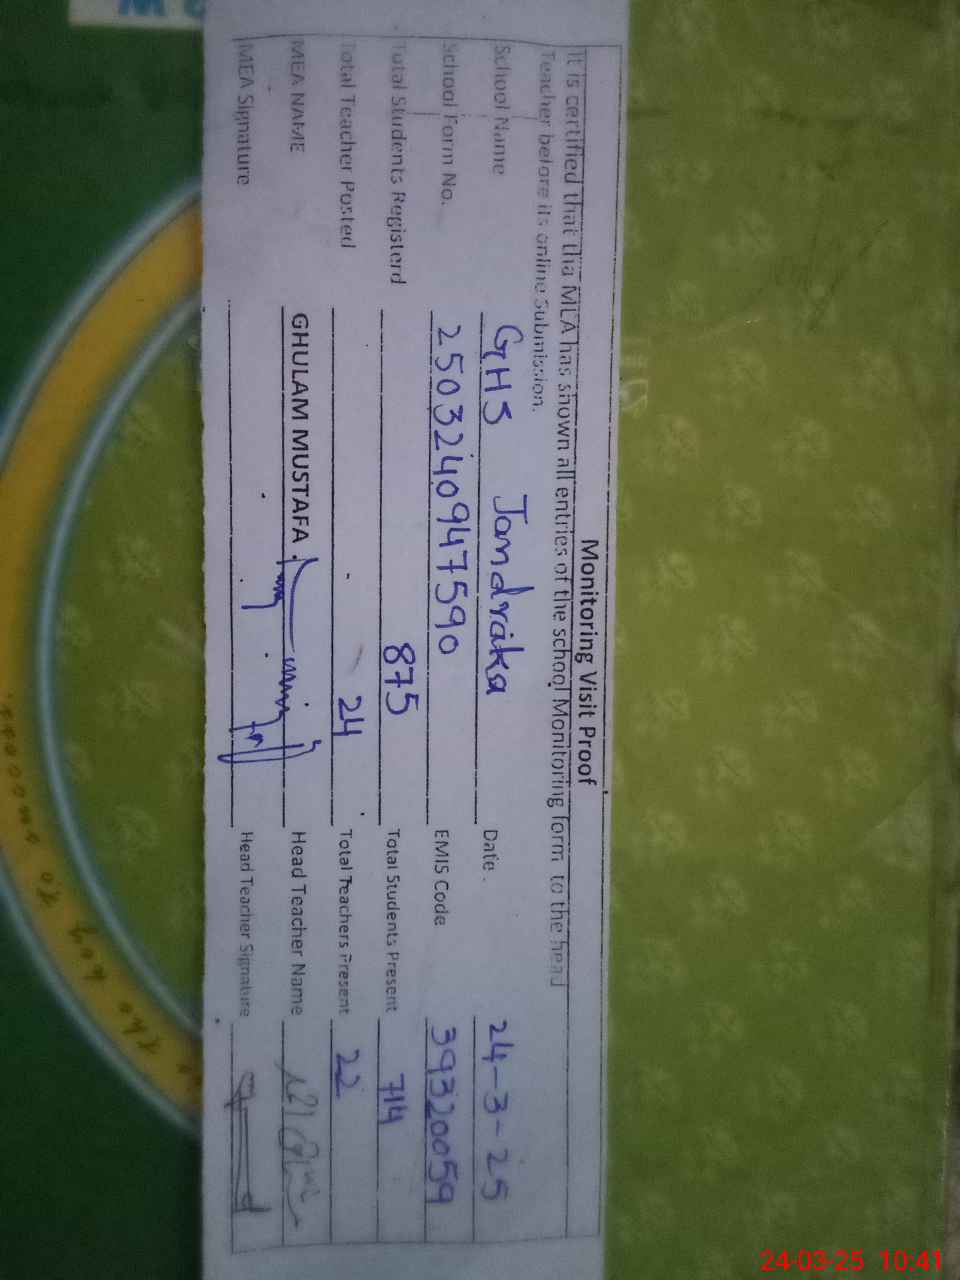 Monitoring Visit Proof
It is certified that tha MEA has shown all entries of the school Monitoring form to the head
Teacher before its online Submission.
School Name GHS Jandraka Date 24-3-25
School Form No. 2503240947590 EMIS Code 39320059
Total Students Registerd 875 Total Students Present 714
Total Teacher Posted 24 Total Teachers Present 22
MEA NAME GHULAM MUSTAFA Head Teacher Name
MEA Signature Head Teacher Signature
24-03-25 10:41